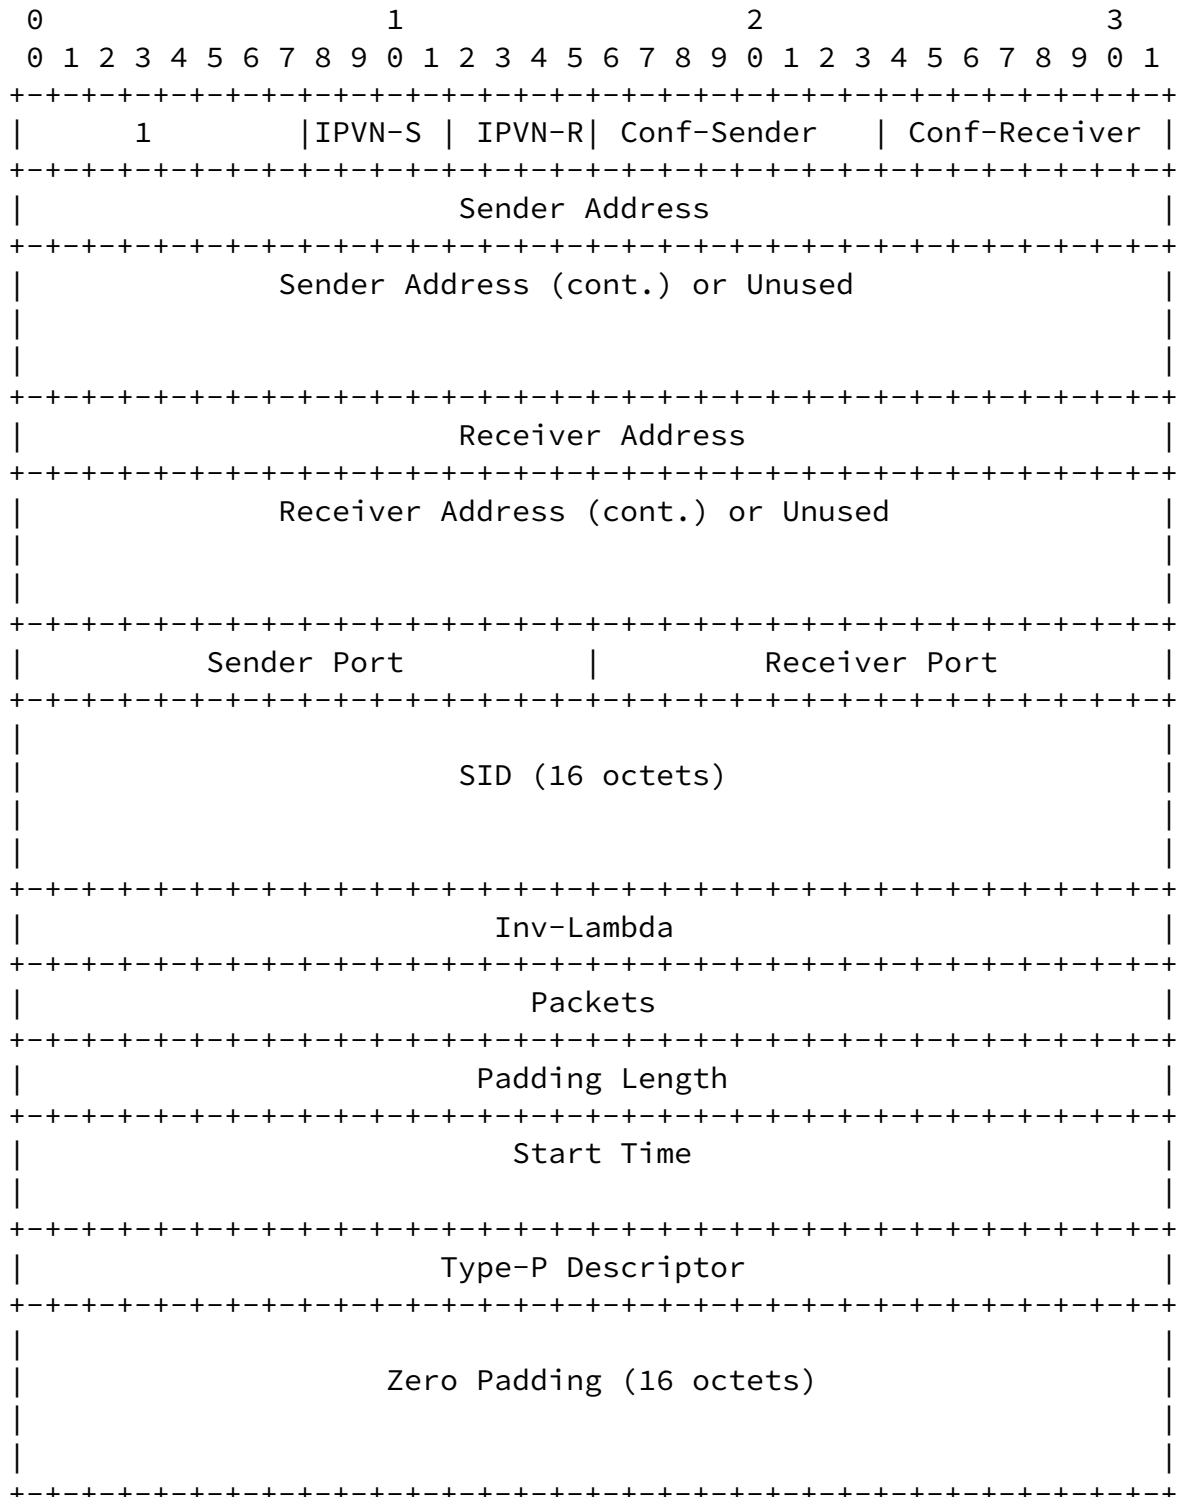 0                   1                   2                   3
 0 1 2 3 4 5 6 7 8 9 0 1 2 3 4 5 6 7 8 9 0 1 2 3 4 5 6 7 8 9 0 1
+-+-+-+-+-+-+-+-+-+-+-+-+-+-+-+-+-+-+-+-+-+-+-+-+-+-+-+-+-+-+-+-+
|      1        |IPVN-S | IPVN-R| Conf-Sender   | Conf-Receiver |
+-+-+-+-+-+-+-+-+-+-+-+-+-+-+-+-+-+-+-+-+-+-+-+-+-+-+-+-+-+-+-+-+
|                        Sender Address                         |
+-+-+-+-+-+-+-+-+-+-+-+-+-+-+-+-+-+-+-+-+-+-+-+-+-+-+-+-+-+-+-+-+
|              Sender Address (cont.) or Unused                 |
|                                                               |
|                                                               |
+-+-+-+-+-+-+-+-+-+-+-+-+-+-+-+-+-+-+-+-+-+-+-+-+-+-+-+-+-+-+-+-+
|                        Receiver Address                       |
+-+-+-+-+-+-+-+-+-+-+-+-+-+-+-+-+-+-+-+-+-+-+-+-+-+-+-+-+-+-+-+-+
|              Receiver Address (cont.) or Unused               |
|                                                               |
|                                                               |
+-+-+-+-+-+-+-+-+-+-+-+-+-+-+-+-+-+-+-+-+-+-+-+-+-+-+-+-+-+-+-+-+
|          Sender Port          |         Receiver Port         |
+-+-+-+-+-+-+-+-+-+-+-+-+-+-+-+-+-+-+-+-+-+-+-+-+-+-+-+-+-+-+-+-+
|                                                               |
|                        SID (16 octets)                        |
|                                                               |
|                                                               |
+-+-+-+-+-+-+-+-+-+-+-+-+-+-+-+-+-+-+-+-+-+-+-+-+-+-+-+-+-+-+-+-+
|                          Inv-Lambda                           |
+-+-+-+-+-+-+-+-+-+-+-+-+-+-+-+-+-+-+-+-+-+-+-+-+-+-+-+-+-+-+-+-+
|                            Packets                            |
+-+-+-+-+-+-+-+-+-+-+-+-+-+-+-+-+-+-+-+-+-+-+-+-+-+-+-+-+-+-+-+-+
|                         Padding Length                        |
+-+-+-+-+-+-+-+-+-+-+-+-+-+-+-+-+-+-+-+-+-+-+-+-+-+-+-+-+-+-+-+-+
|                           Start Time                          |
|                                                               |
+-+-+-+-+-+-+-+-+-+-+-+-+-+-+-+-+-+-+-+-+-+-+-+-+-+-+-+-+-+-+-+-+
|                       Type-P Descriptor                       |
+-+-+-+-+-+-+-+-+-+-+-+-+-+-+-+-+-+-+-+-+-+-+-+-+-+-+-+-+-+-+-+-+
|                                                               |
|                    Zero Padding (16 octets)                   |
|                                                               |
|                                                               |
+-+-+-+-+-+-+-+-+-+-+-+-+-+-+-+-+-+-+-+-+-+-+-+-+-+-+-+-+-+-+-+-+